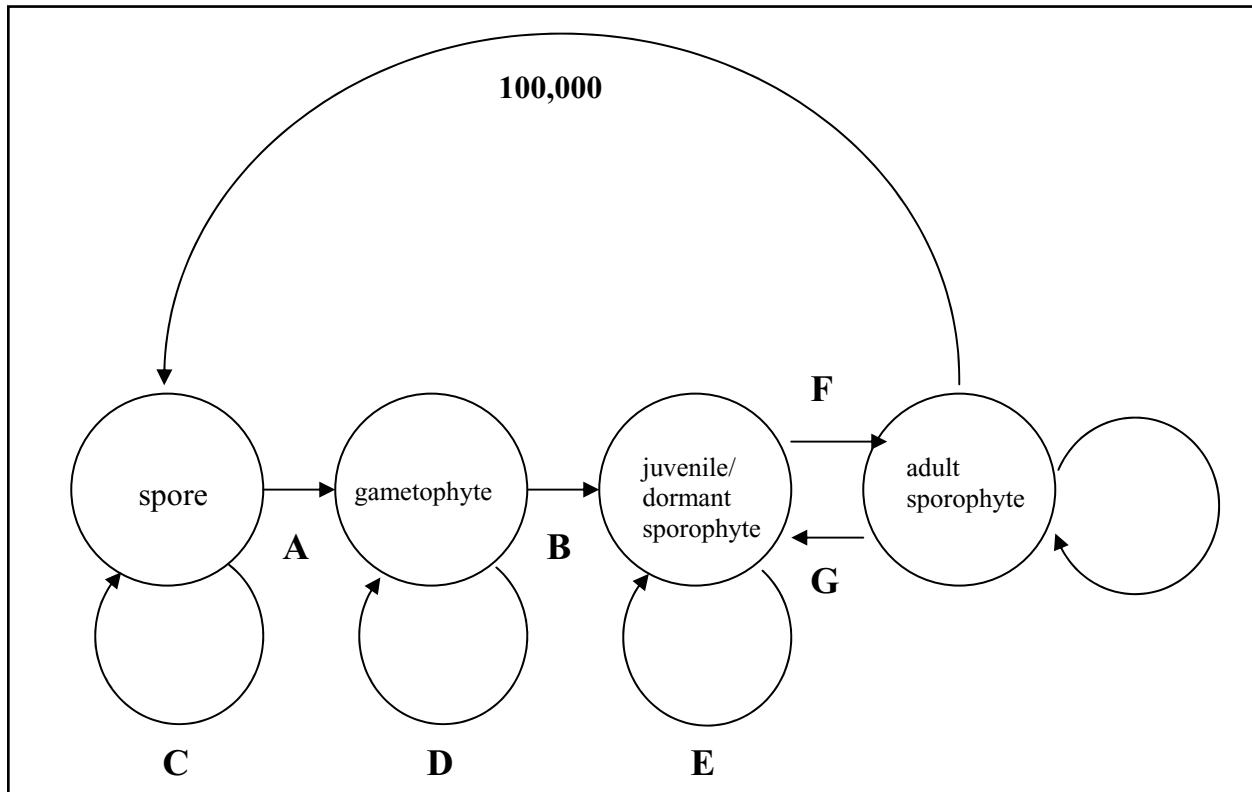 100,000
F
spore
gametophyte
juvenile/
dormant
sporophyte
adult
sporophyte
A
B
G
C
D
E